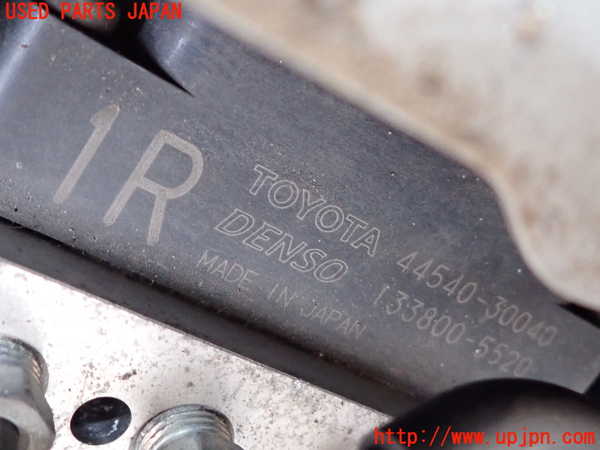 USED PARTS JAPAN
1R
TOYOTA 44540-30040
DENSO 133800-5520
MADE IN JAPAN
http://www.upjpn.com/